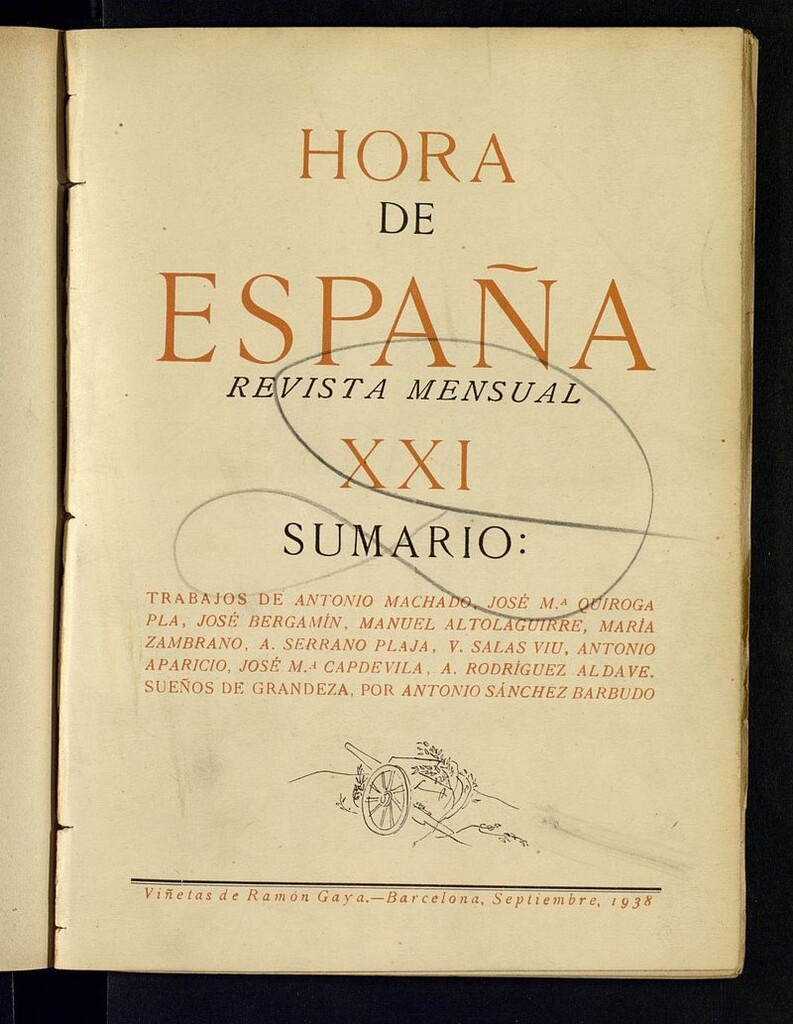 HORA
DE
ESPAÑA
REVISTA MENSUAL
XXI
SUMARIO:
TRABAJOS DE ANTONIO MACHADO, JOSÉ M.ª QUIROGA
PLA, JOSÉ BERGAMÍN, MANUEL ALTOLAGUIRRE, MARÍA
ZAMBRANO, A. SERRANO PLAJA, V. SALAS VIU, ANTONIO
APARICIO, JOSÉ M.ª CAPDEVILA, A. RODRÍGUEZ ALDAVE.
SUEÑOS DE GRANDEZA, POR ANTONIO SÁNCHEZ BARBUDO
Viñetas de Ramón Gaya.—Barcelona, Septiembre, 1938